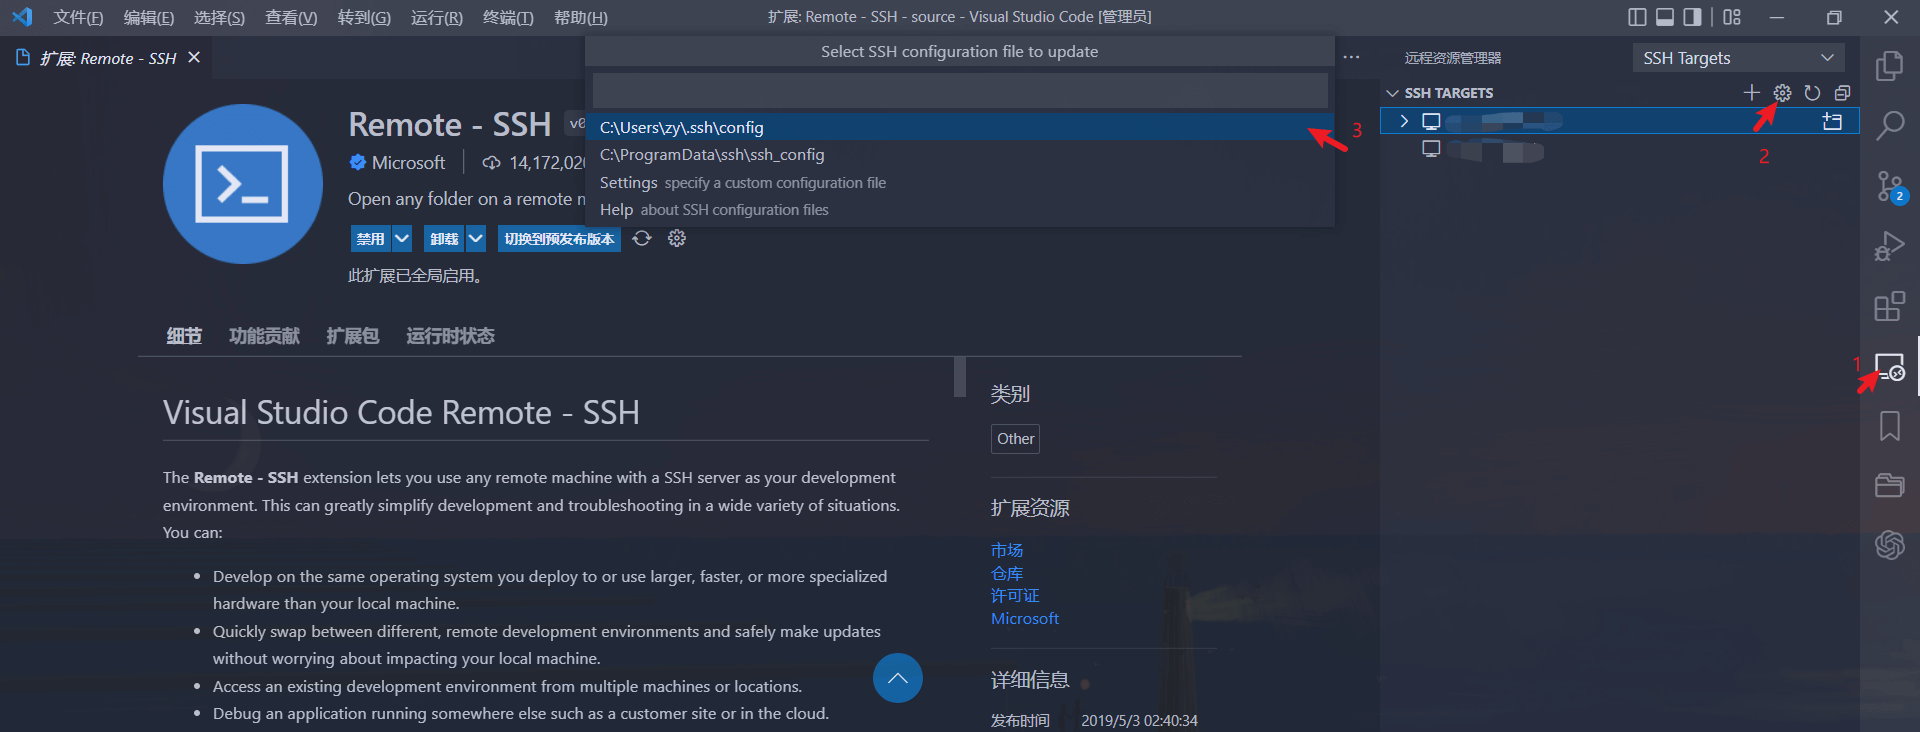 文件(F) 编辑(E) 选择(S) 查看(V) 转到(G) 运行(R) 终端(T) 帮助(H)
扩展: Remote - SSH - source - Visual Studio Code [管理员]
扩展: Remote - SSH
Select SSH configuration file to update
C:\Users\zy\.ssh\config
C:\ProgramData\ssh\ssh_config
Settings specify a custom configuration file
Help about SSH configuration files
Remote - SSH
Microsoft
Open any folder on a remote
禁用 卸载 切换到预发布版本
此扩展已全局启用。
细节 功能贡献 扩展包 运行时状态
Visual Studio Code Remote - SSH
The Remote - SSH extension lets you use any remote machine with a SSH server as your development
environment. This can greatly simplify development and troubleshooting in a wide variety of situations.
You can:
• Develop on the same operating system you deploy to or use larger, faster, or more specialized
hardware than your local machine.
• Quickly swap between different, remote development environments and safely make updates
without worrying about impacting your local machine.
• Access an existing development environment from multiple machines or locations.
• Debug an application running somewhere else such as a customer site or in the cloud.
类别
Other
扩展资源
市场
仓库
许可证
Microsoft
详细信息
发布时间 2019/5/3 02:40:34
远程资源管理器
SSH Targets
SSH TARGETS
3
2
2
1